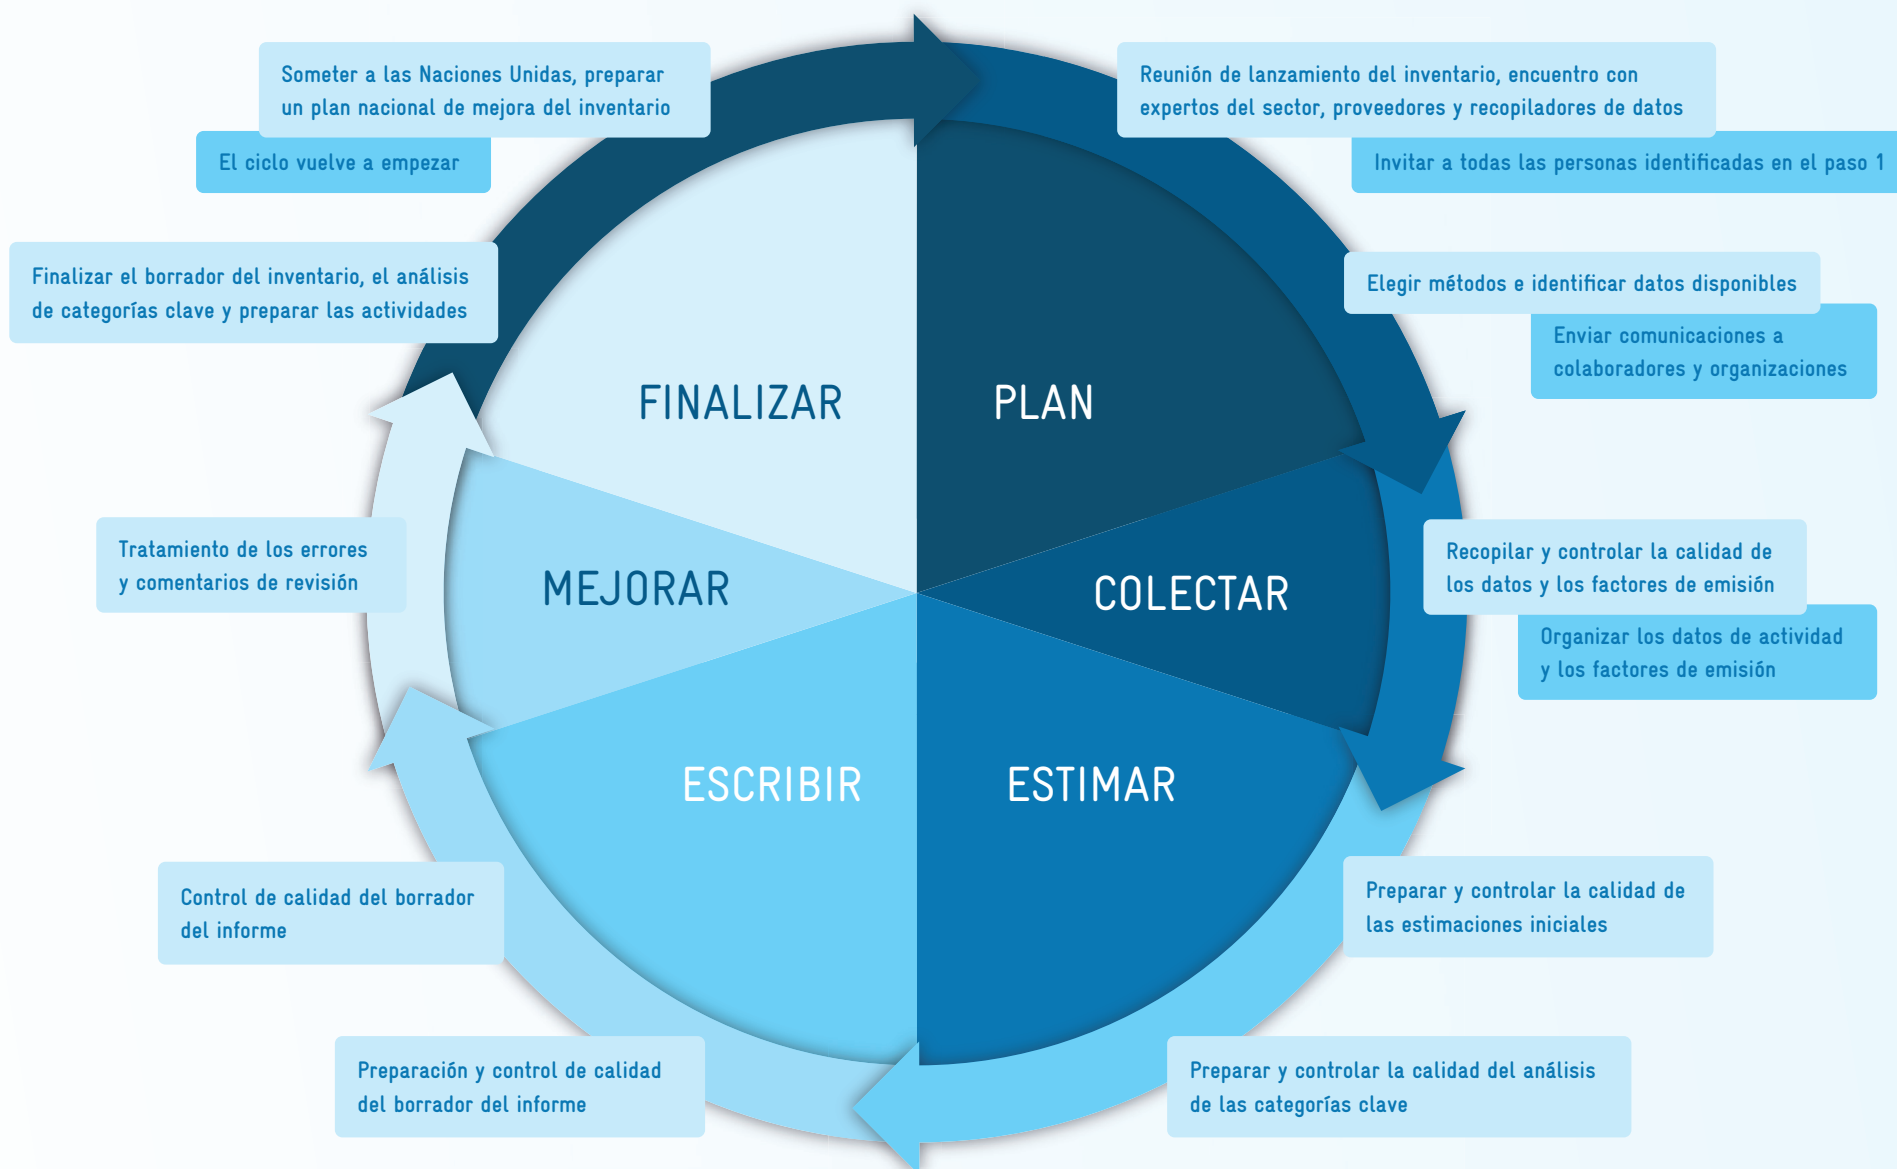 Someter a las Naciones Unidas, preparar
un plan nacional de mejora del inventario
El ciclo vuelve a empezar
Reunión de lanzamiento del inventario, encuentro con
expertos del sector, proveedores y recopiladores de datos
Invitar a todas las personas identificadas en el paso 1
Finalizar el borrador del inventario, el análisis
de categorías clave y preparar las actividades
Elegir métodos e identificar datos disponibles
Enviar comunicaciones a
colaboradores y organizaciones
FINALIZAR
PLAN
Tratamiento de los errores
y comentarios de revisión
MEJORAR
COLECTAR
Recopilar y controlar la calidad de
los datos y los factores de emisión
Organizar los datos de actividad
y los factores de emisión
ESCRIBIR
ESTIMAR
Control de calidad del borrador
del informe
Preparar y controlar la calidad de
las estimaciones iniciales
Preparación y control de calidad
del borrador del informe
Preparar y controlar la calidad del análisis
de las categorías clave